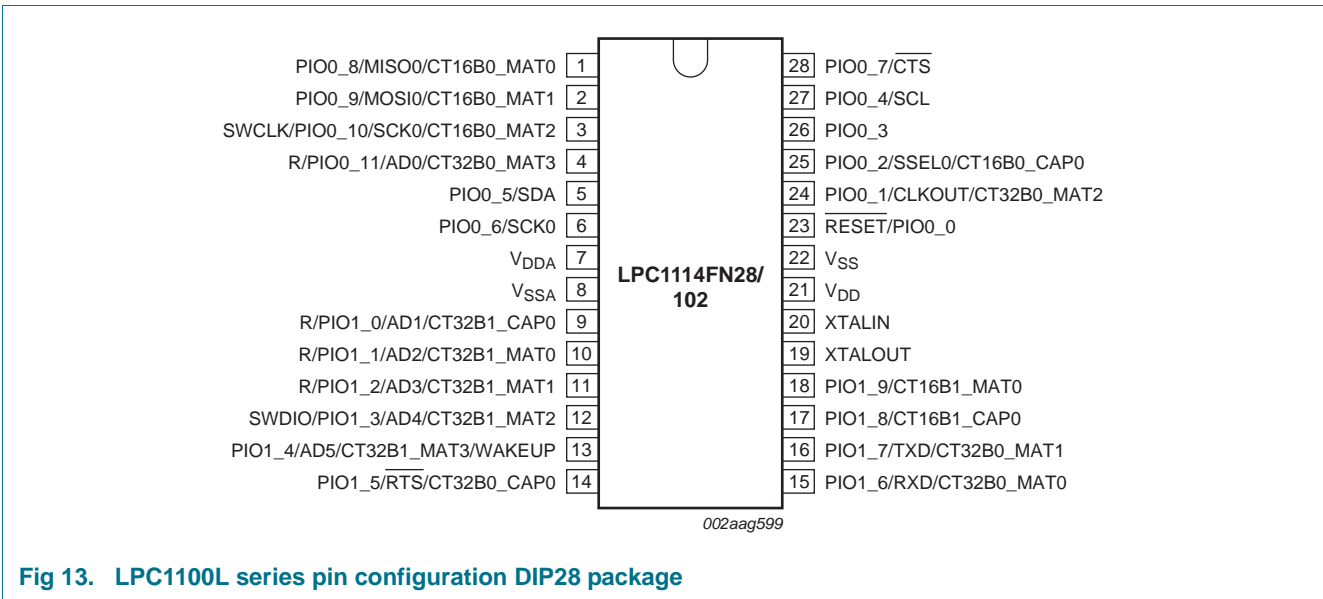 PIO0_8/MISO0/CT16B0_MAT0 1
PIO0_9/MOSI0/CT16B0_MAT1 2
SWCLK/PIO0_10/SCK0/CT16B0_MAT2 3
R/PIO0_11/AD0/CT32B0_MAT3 4
PIO0_5/SDA 5
PIO0_6/SCK0 6
VDDA 7
VSSA 8
R/PIO1_0/AD1/CT32B1_CAP0 9
R/PIO1_1/AD2/CT32B1_MAT0 10
R/PIO1_2/AD3/CT32B1_MAT1 11
SWDIO/PIO1_3/AD4/CT32B1_MAT2 12
PIO1_4/AD5/CT32B1_MAT3/WAKEUP 13
PIO1_5/RTS/CT32B0_CAP0 14
LPC1114FN28/
102
28 PIO0_7/CTS
27 PIO0_4/SCL
26 PIO0_3
25 PIO0_2/SSEL0/CT16B0_CAP0
24 PIO0_1/CLKOUT/CT32B0_MAT2
23 RESET/PIO0_0
22 VSS
21 VDD
20 XTALIN
19 XTALOUT
18 PIO1_9/CT16B1_MAT0
17 PIO1_8/CT16B1_CAP0
16 PIO1_7/TXD/CT32B0_MAT1
15 PIO1_6/RXD/CT32B0_MAT0
002aag599
Fig 13. LPC1100L series pin configuration DIP28 package